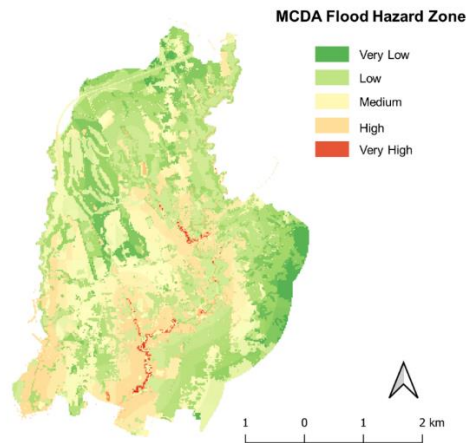 MCDA Flood Hazard Zone
Very Low
Low
Medium
High
Very High
1 0 1 2 km